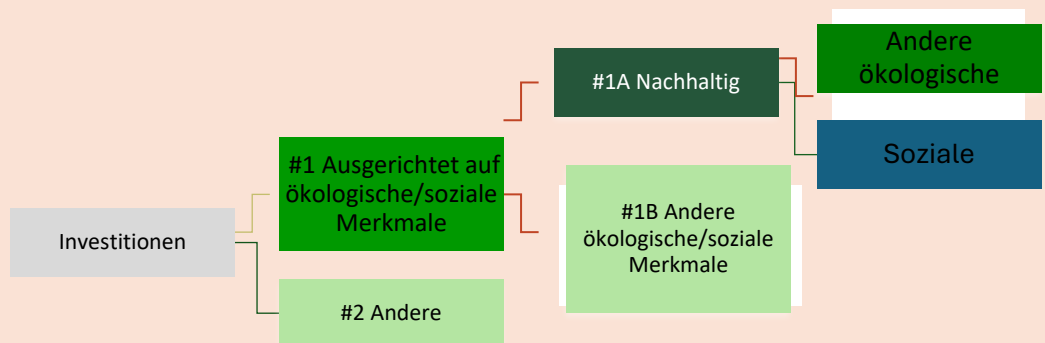 Investitionen
#1 Ausgerichtet auf
ökologische/soziale
Merkmale
#2 Andere
#1A Nachhaltig
#1B Andere
ökologische/soziale
Merkmale
Andere
ökologische
Soziale